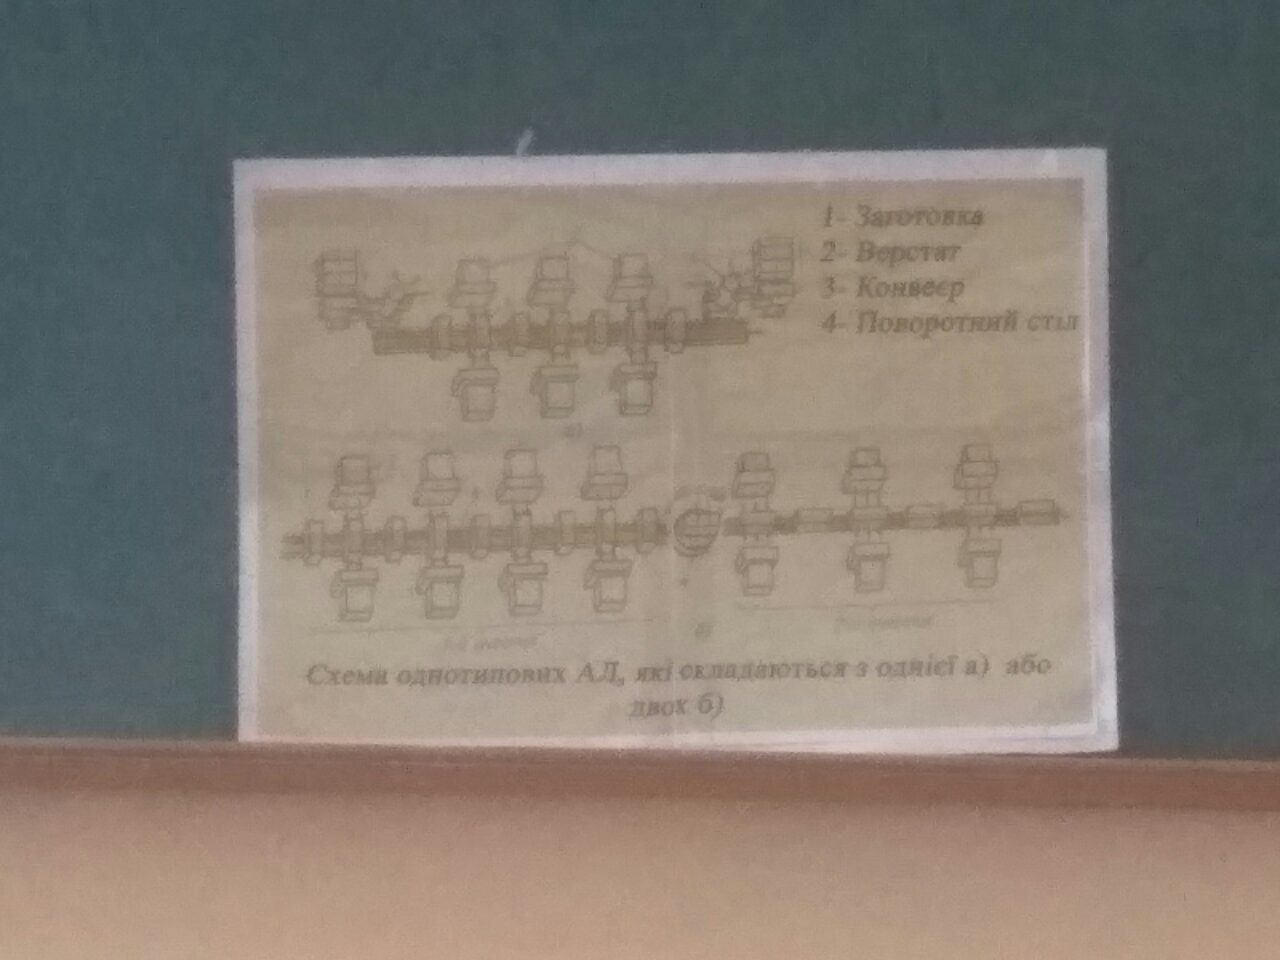 1- Заготовка
2- Верстат
3- Конвеєр
4- Поворотний стіл
а)
Схема однотипових АЛ, які складаються з однієї а) або
двох б)